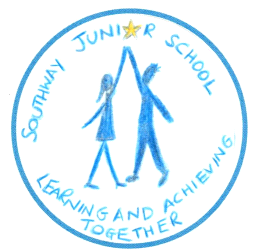 SOUTHWAY JUNIOR SCHOOL
LEARNING AND ACHIEVING
TOGETHER